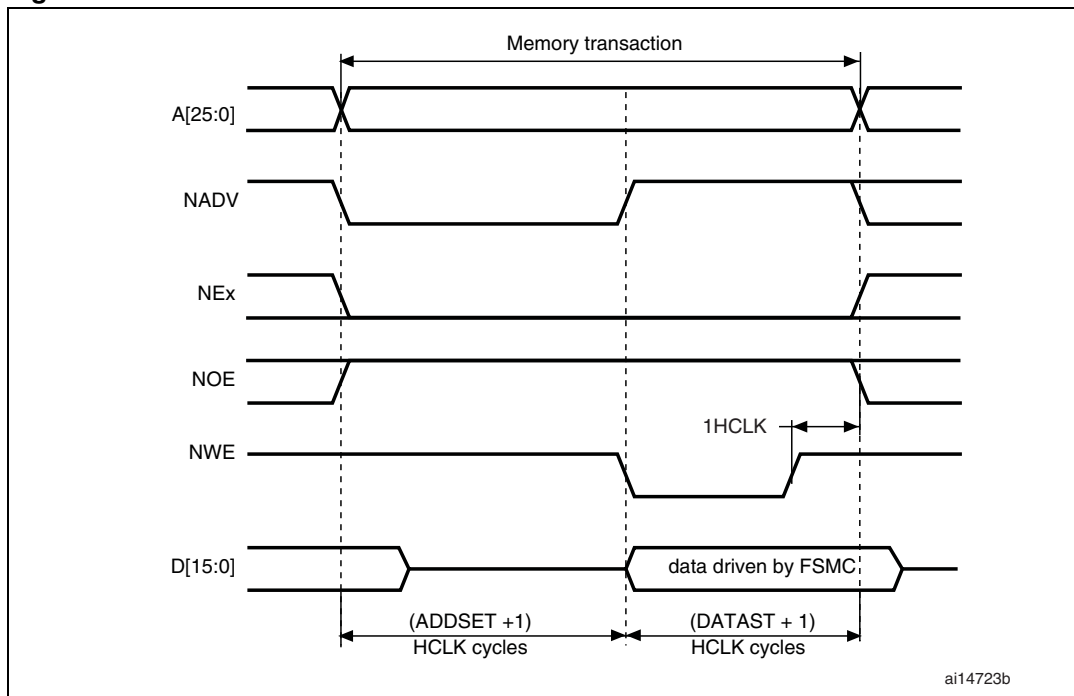 Memory transaction
A[25:0]
NADV
NEx
NOE
1HCLK
NWE
D[15:0]
data driven by FSMC
(ADDSET +1)
HCLK cycles
(DATAST + 1)
HCLK cycles
ai14723b